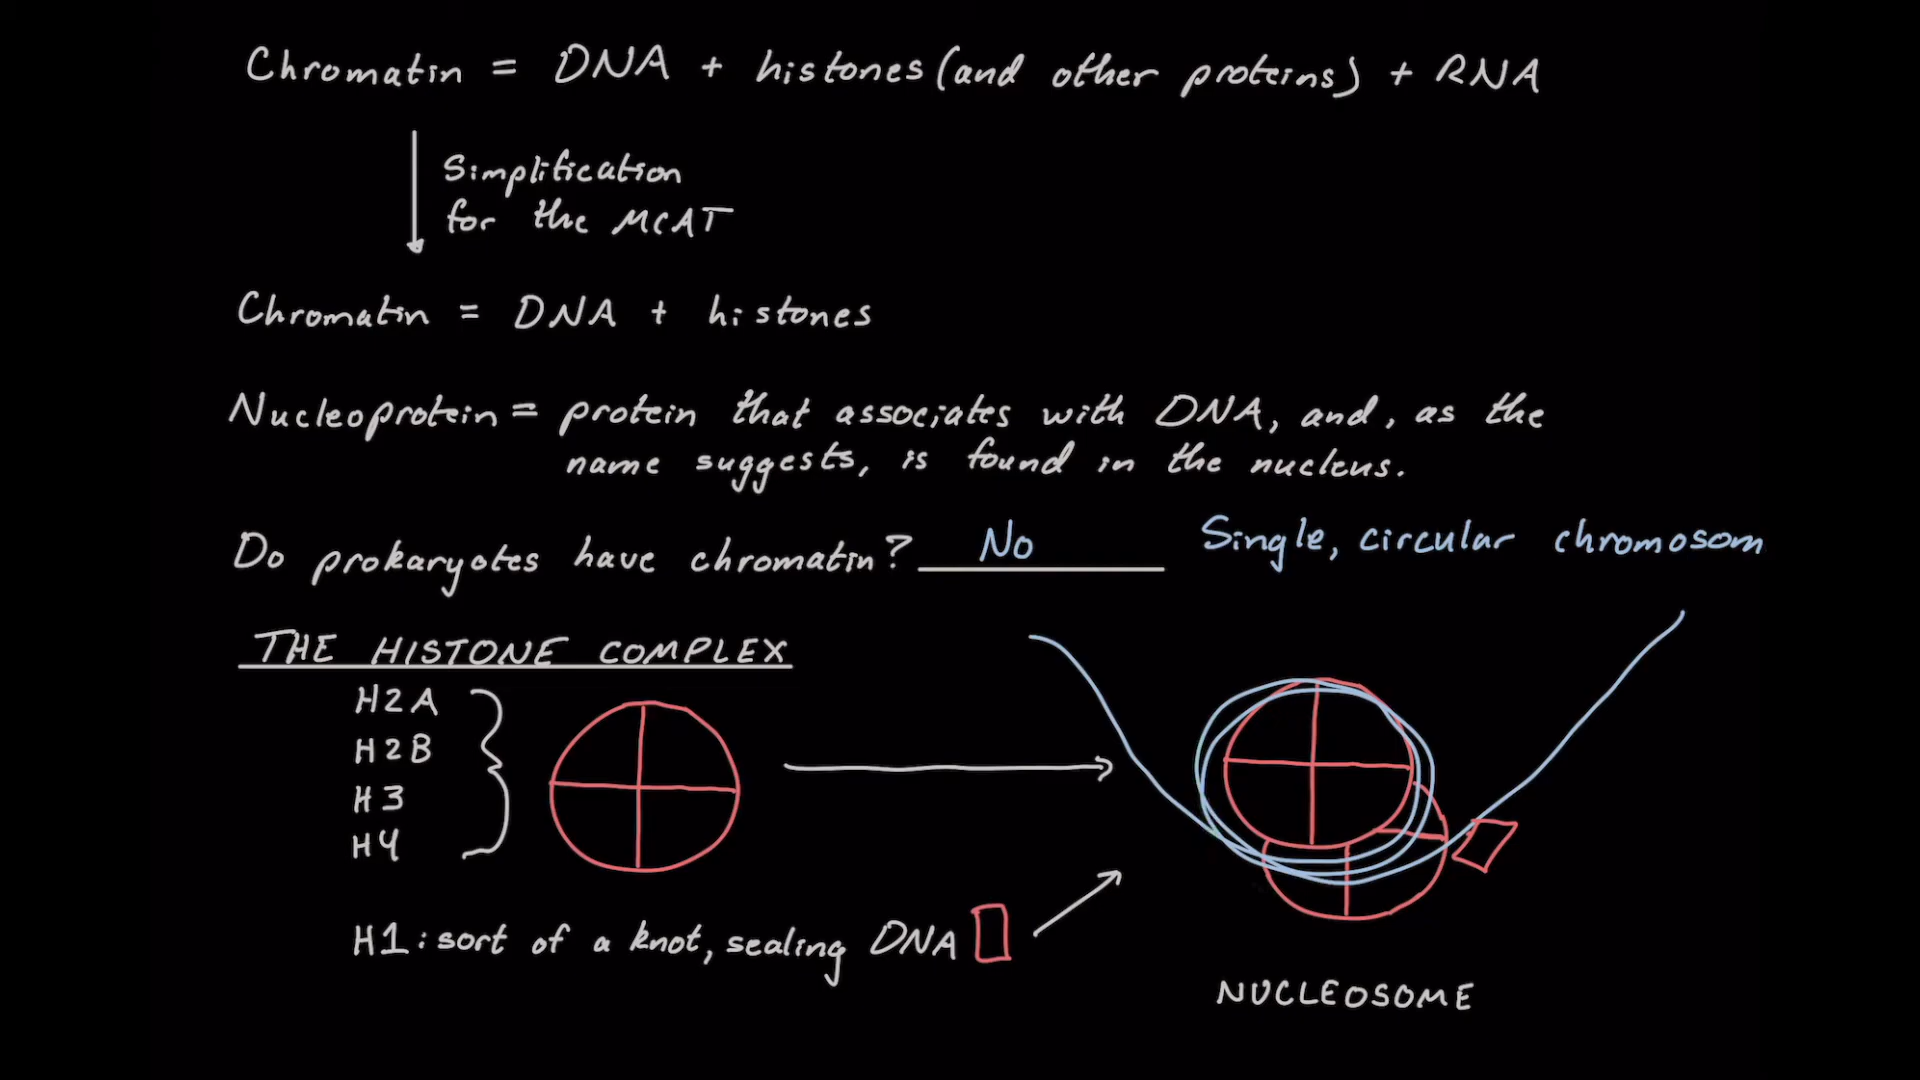 Chromatin = DNA + histones (and other proteins) + RNA
Simplification
for the MCAT
Chromatin = DNA + histones
Nucleoprotein = protein that associates with DNA, and, as the
name suggests, is found in the nucleus.
Do prokaryotes have chromatin? No Single, circular chromosom
THE HISTONE COMPLEX
H2A
H2B
H3
H4
H1: sort of a knot, sealing DNA
NUCLEOSOME